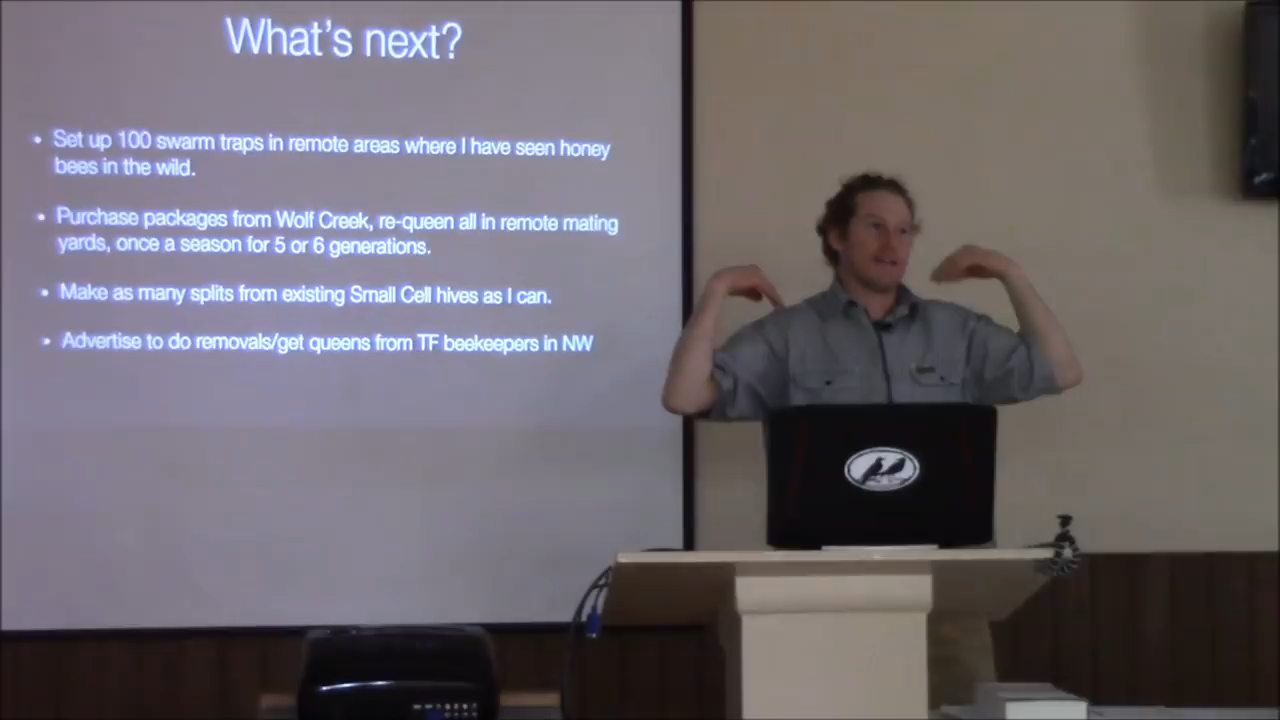 What's next?
• Set up 100 swarm traps in remote areas where I have seen honey
bees in the wild.
• Purchase packages from Wolf Creek, re-queen all in remote mating
yards, once a season for 5 or 6 generations.
• Make as many splits from existing Small Cell hives as I can.
• Advertise to do removals/get queens from TF beekeepers in NW